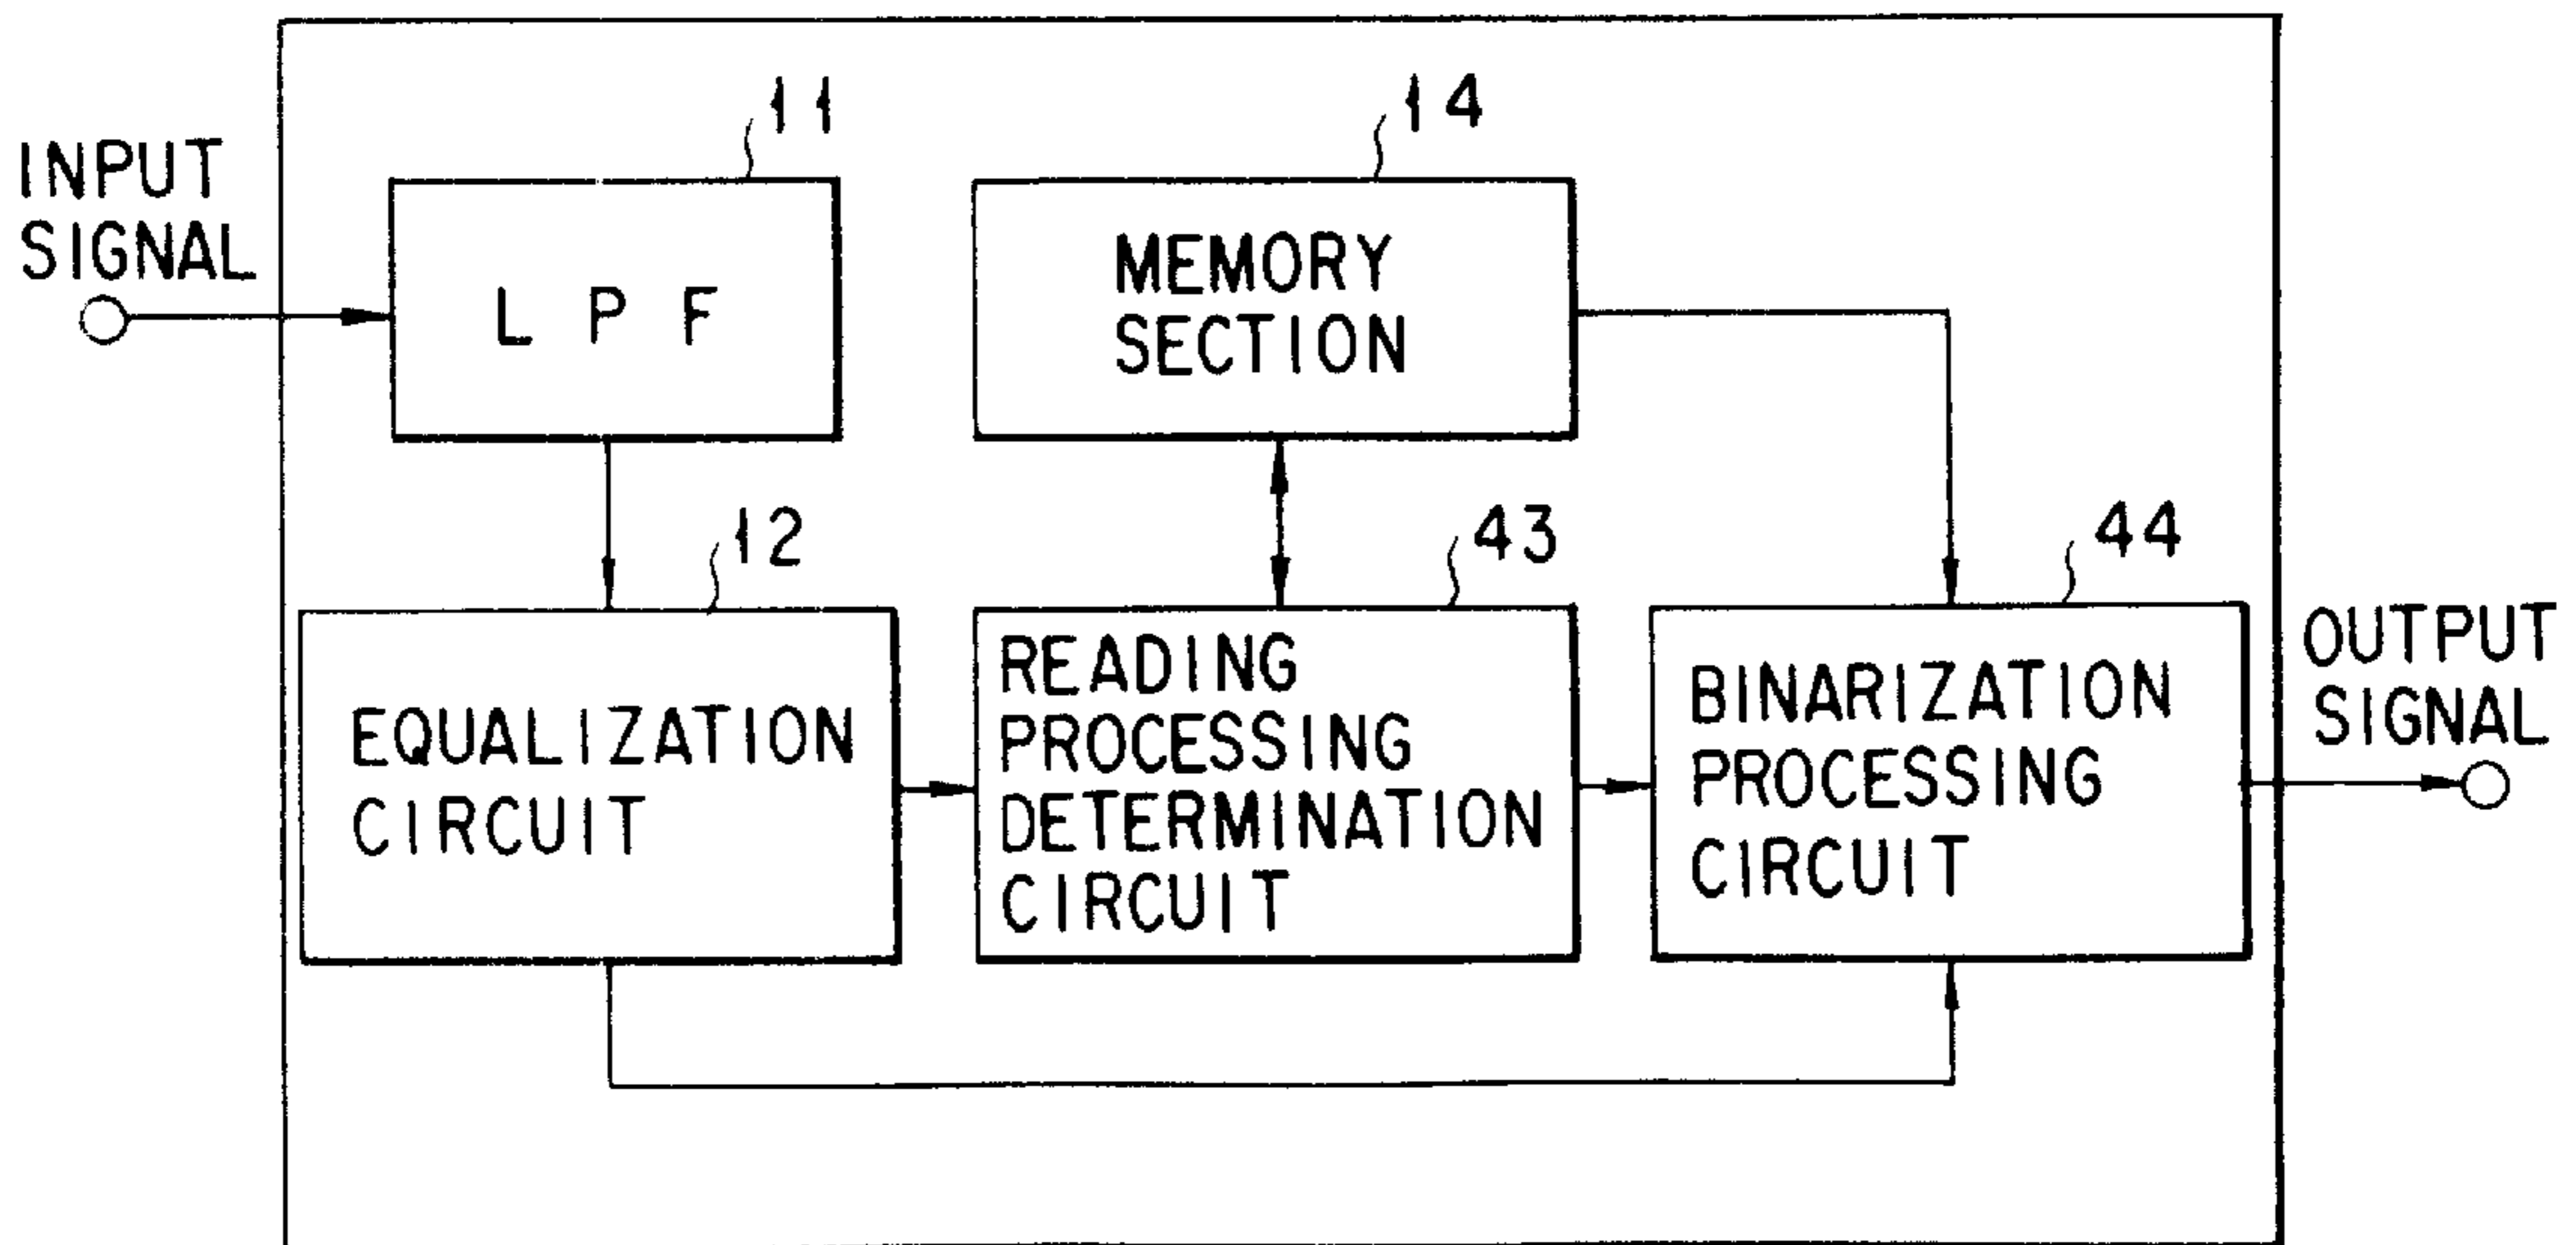 11
14
INPUT
SIGNAL
L P F
MEMORY
SECTION
12
43
44
EQUALIZATION
CIRCUIT
READING
PROCESSING
DETERMINATION
CIRCUIT
BINARIZATION
PROCESSING
CIRCUIT
OUTPUT
SIGNAL